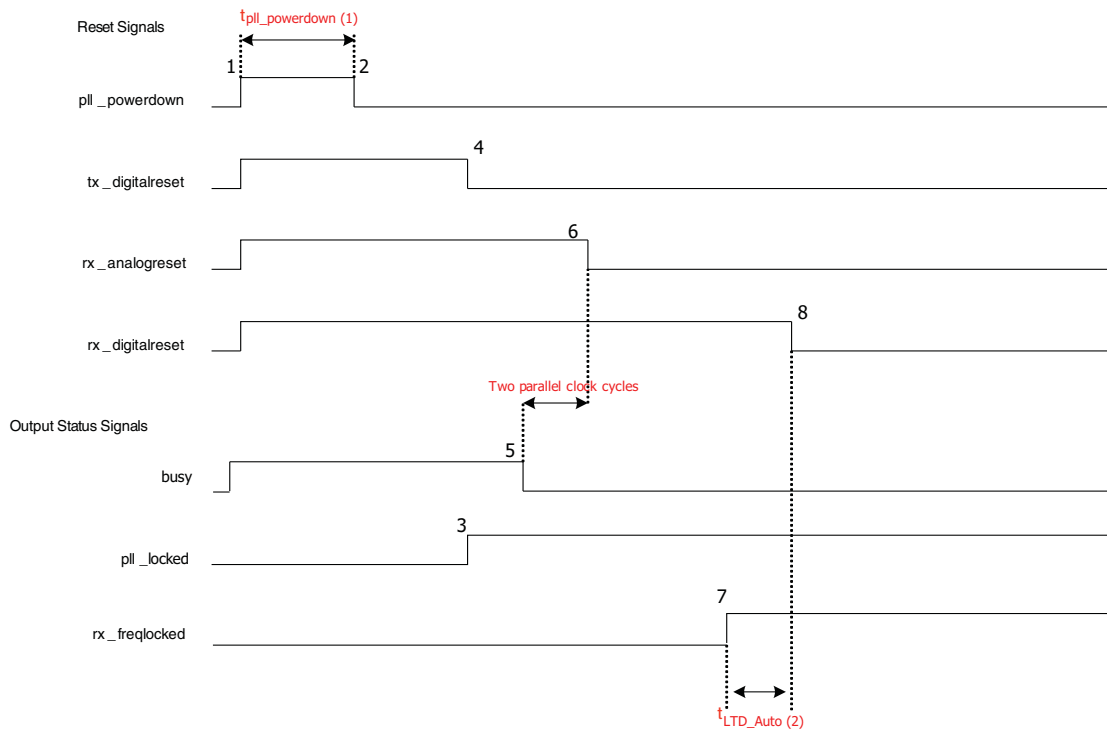 Reset Signals
tpll_powerdown (1)
1
2
pll _powerdown
4
tx _digitalreset
6
rx _analogreset
8
rx _digitalreset
Two parallel clock cycles
Output Status Signals
5
busy
3
pll _locked
7
rx _freqlocked
tLTD_Auto (2)